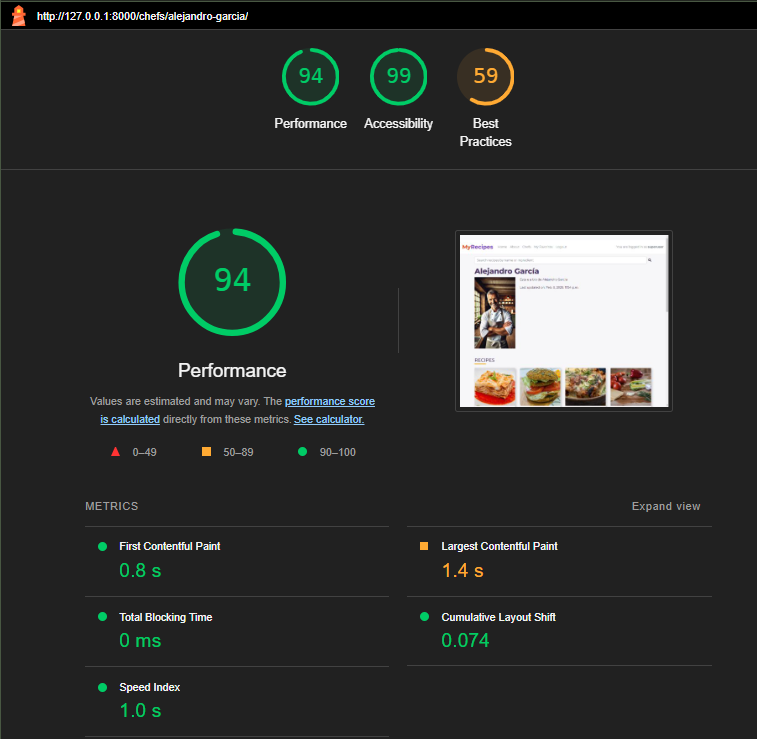 http://127.0.0.1:8000/chefs/alejandro-garcia/
94
99
59
Performance
Accessibility
Best
Practices
94
Performance
Values are estimated and may vary. The performance score
is calculated directly from these metrics. See calculator.
0–49
50–89
90–100
MyRecipes
Alejandro García
RECIPES
METRICS
Expand view
First Contentful Paint
0.8 s
Largest Contentful Paint
1.4 s
Total Blocking Time
0 ms
Cumulative Layout Shift
0.074
Speed Index
1.0 s